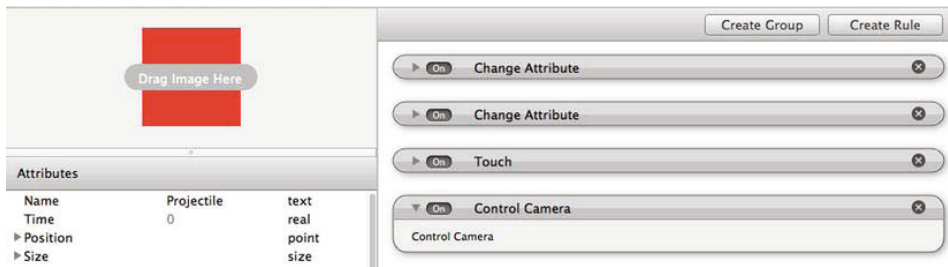 Create Group Create Rule
Drag Image Here
On Change Attribute
On Change Attribute
On Touch
On Control Camera
Control Camera
Attributes
Name Projectile text
Time 0 real
Position point
Size size